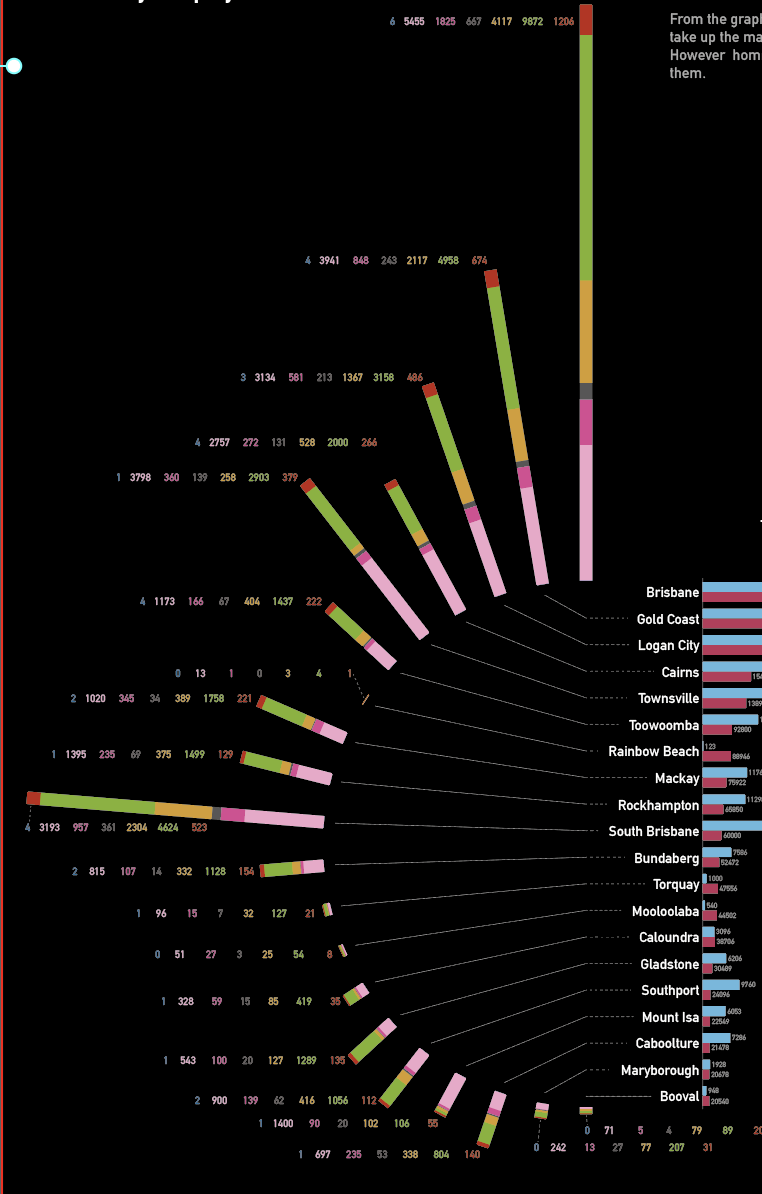 6 5455 1825 667 4117 9872 1206
From the grap
take up the ma
However hom
them.
4 3941 848 243 2117 4958 674
3 3134 581 213 1367 3158 486
4 2757 272 131 528 2000 266
1 3798 360 139 258 2903 379
Brisbane
4 1173 166 67 404 1437 222
Gold Coast
Logan City
0 13 1 0 3 4 1
Cairns
2 1020 345 34 389 1758 221
Townsville
Toowoomba
92800
Rainbow Beach
123
88946
1 1395 235 69 375 1499 129
Mackay
75922
Rockhampton
65850
4 3193 957 361 2304 4624 523
South Brisbane
60000
2 815 107 14 332 1128 154
Bundaberg
7586
52472
Torquay
1000
47556
1 96 15 7 32 127 21
Mooloolaba
540
44502
Caloundra
3096
38706
0 51 27 3 25 54 8
Gladstone
6206
30489
1 328 59 15 85 419 35
Southport
9760
24096
Mount Isa
6053
22549
Caboolture
7286
21478
1 543 100 20 127 1289 135
Maryborough
1928
20678
2 900 139 62 416 1056 112
Booval
948
20540
1 1400 90 20 102 106 55
0 71 5 4 79 89 20
1 697 235 53 338 804 140
0 242 13 27 77 207 31